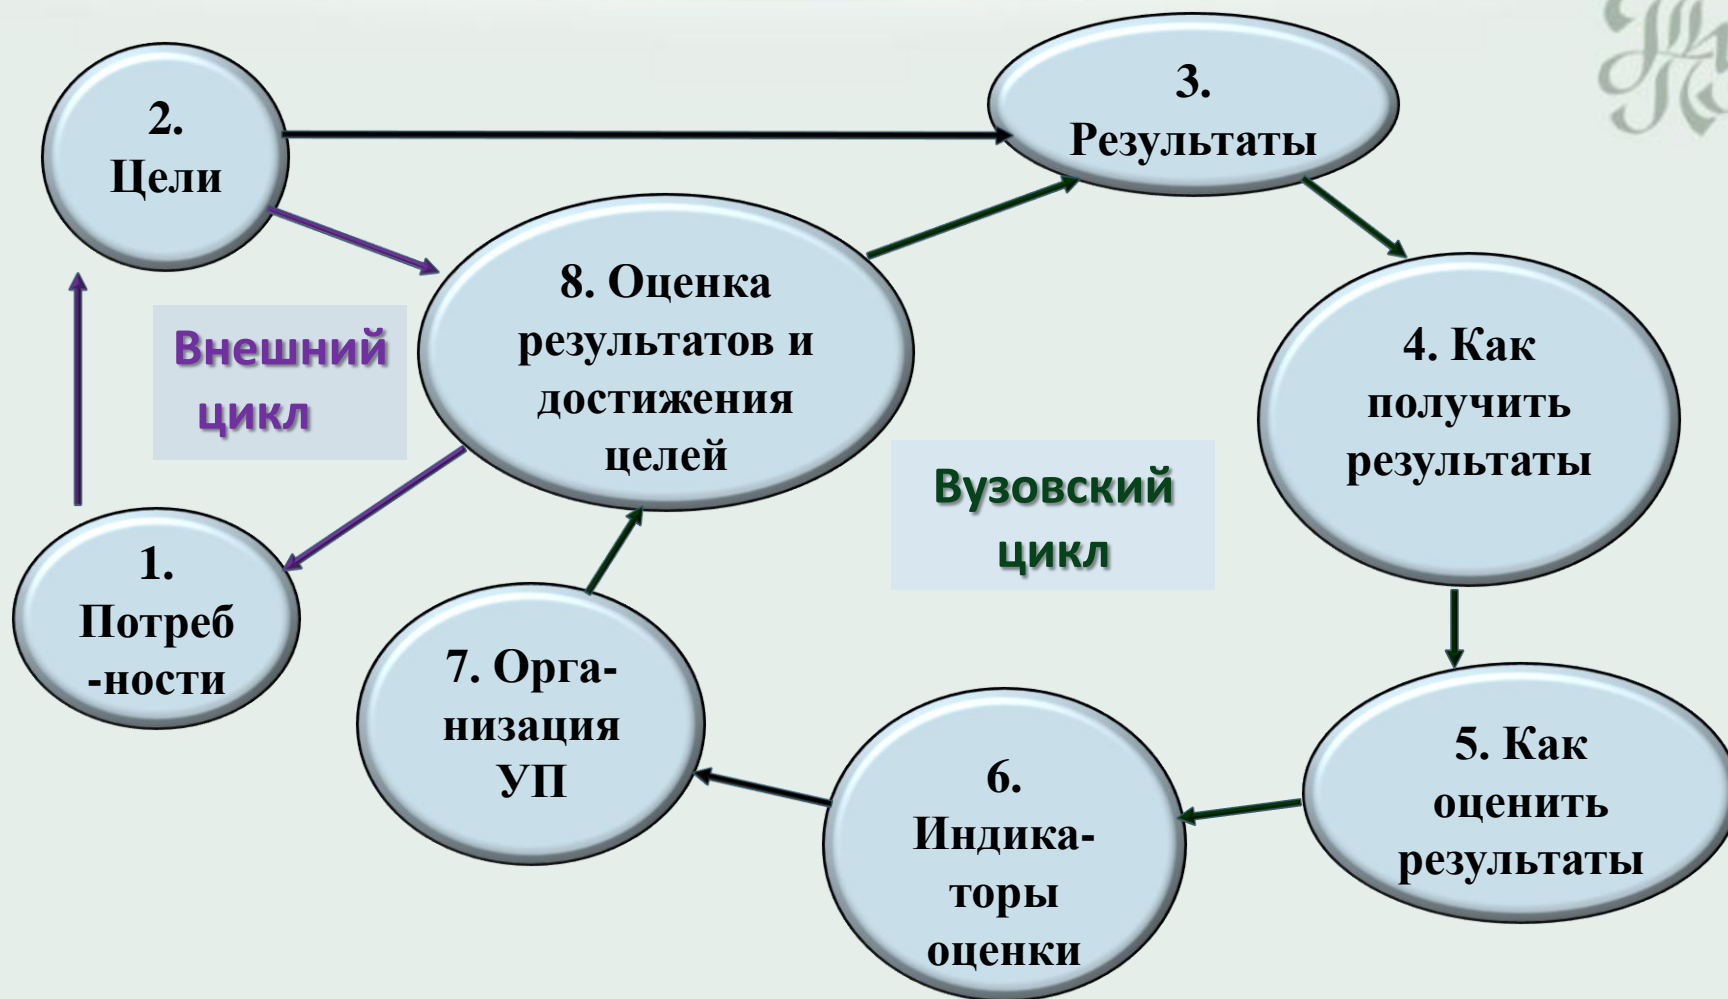 2.
Цели
3.
Результаты
8. Оценка
результатов и
достижения
целей
Внешний
цикл
4. Как
получить
результаты
Вузовский
цикл
1.
Потреб
-ности
7. Орга-
низация
УП
6.
Индика-
торы
оценки
5. Как
оценить
результаты